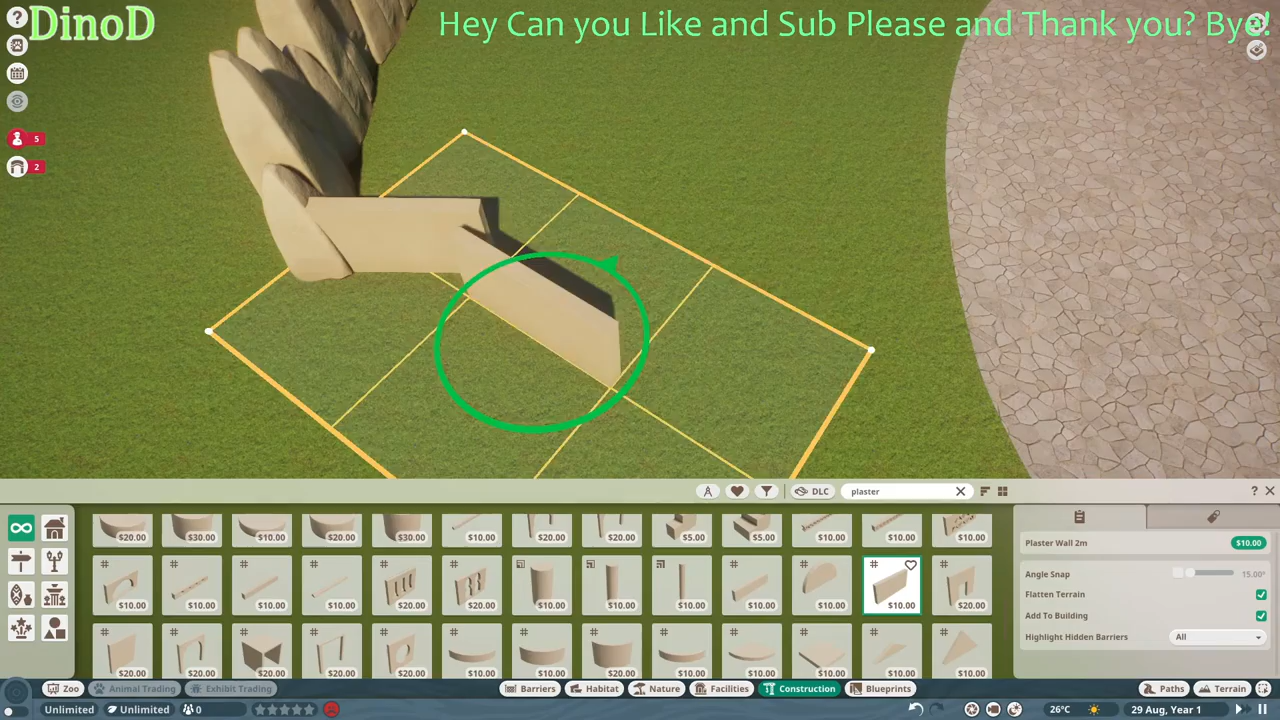 DinoD
Hey Can you Like and Sub Please and Thank you? Bye!
5
2
DLC
plaster
$20.00 $30.00 $10.00 $20.00 $30.00 $10.00 $20.00 $20.00 $5.00 $5.00 $10.00 $10.00 $10.00
$10.00 $10.00 $10.00 $10.00 $20.00 $20.00 $20.00 $10.00 $10.00 $10.00 $10.00 $10.00 $20.00
$20.00 $10.00 $20.00 $20.00 $20.00 $10.00 $10.00 $20.00 $10.00 $10.00 $10.00 $10.00 $10.00
Plaster Wall 2m $10.00
Angle Snap 15.00°
Flatten Terrain
Add To Building
Highlight Hidden Barriers All
Zoo Animal Trading Exhibit Trading Barriers Habitat Nature Facilities Construction Blueprints Paths Terrain
Unlimited Unlimited 0 26°C 29 Aug, Year 1